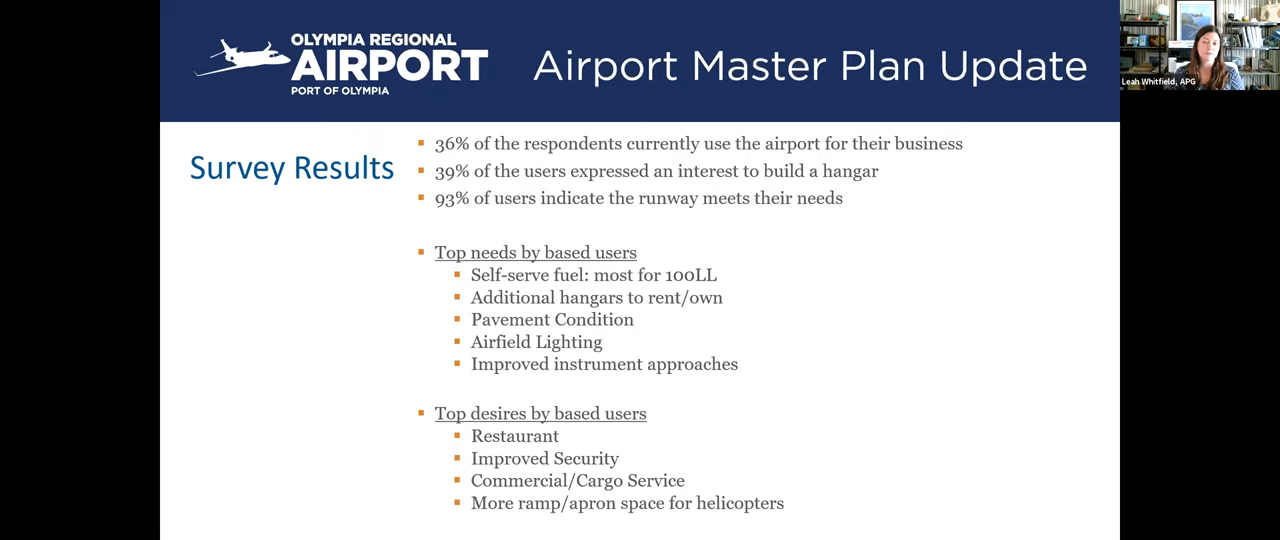 OLYMPIA REGIONAL
AIRPORT
PORT OF OLYMPIA
Airport Master Plan Update
Leah Whitfield, APG
Survey Results
36% of the respondents currently use the airport for their business
39% of the users expressed an interest to build a hangar
93% of users indicate the runway meets their needs
Top needs by based users
Self-serve fuel: most for 100LL
Additional hangars to rent/own
Pavement Condition
Airfield Lighting
Improved instrument approaches
Top desires by based users
Restaurant
Improved Security
Commercial/Cargo Service
More ramp/apron space for helicopters